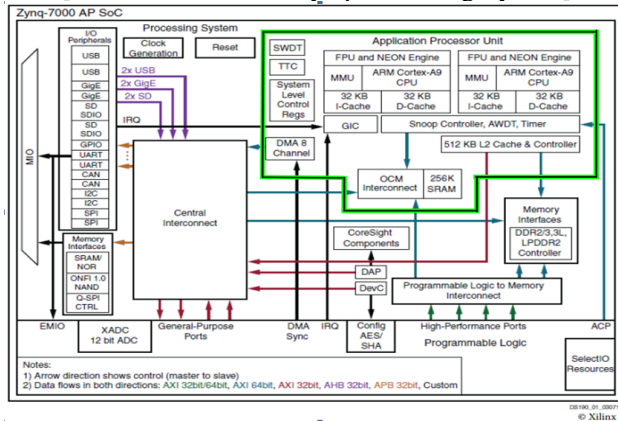 Zynq-7000 AP SoC
Processing System
I/O
Peripherals
USB
USB
GigE
GigE
SD
SDIO
SD
SDIO
GPIO
UART
UART
CAN
CAN
I2C
I2C
SPI
SPI
MIO
2x USB
2x GigE
2x SD
IRQ
Clock
Generation
Reset
SWDT
TTC
System
Level
Control
Regs
Application Processor Unit
FPU and NEON Engine
MMU
ARM Cortex-A9
CPU
32 KB
I-Cache
32 KB
D-Cache
FPU and NEON Engine
MMU
ARM Cortex-A9
CPU
32 KB
I-Cache
32 KB
D-Cache
GIC
Snoop Controller, AWDT, Timer
DMA 8
Channel
512 KB L2 Cache & Controller
OCM
Interconnect
256K
SRAM
Central
Interconnect
Memory
Interfaces
SRAM/
NOR
ONFI 1.0
NAND
Q-SPI
CTRL
CoreSight
Components
DAP
DevC
Memory
Interfaces
DDR2/3,3L,
LPDDR2
Controller
Programmable Logic to Memory
Interconnect
EMIO
XADC
12 bit ADC
General-Purpose
Ports
DMA
Sync
IRQ
Config
AES/
SHA
High-Performance Ports
ACP
Programmable Logic
SelectIO
Resources
Notes:
1) Arrow direction shows control (master to slave)
2) Data flows in both directions: AXI 32bit/64bit, AXI 64bit, AXI 32bit, AHB 32bit, APB 32bit, Custom
© Xilinx